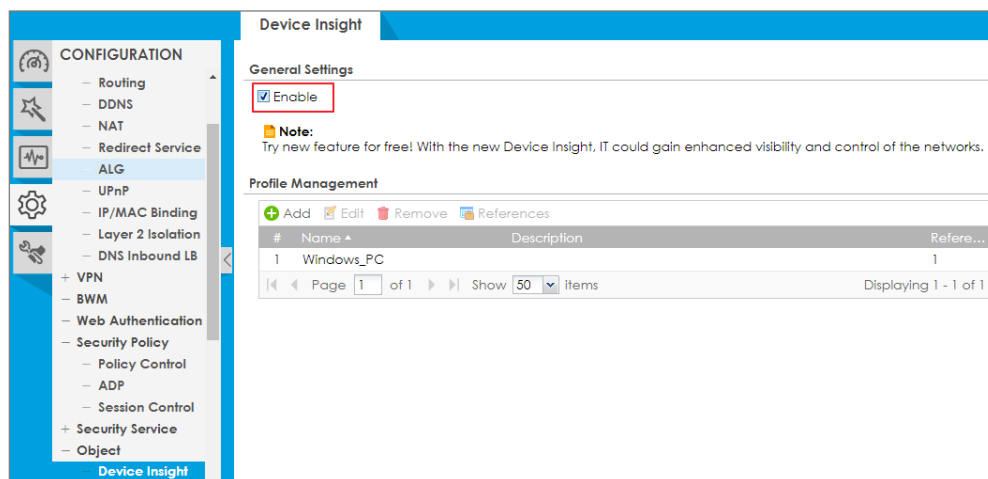 Device Insight
CONFIGURATION
Routing
DDNS
NAT
Redirect Service
ALG
UPnP
IP/MAC Binding
Layer 2 Isolation
DNS Inbound LB
+ VPN
BWM
Web Authentication
Security Policy
Policy Control
ADP
Session Control
+ Security Service
Object
Device Insight
General Settings
Enable
Note:
Try new feature for free! With the new Device Insight, IT could gain enhanced visibility and control of the networks.
Profile Management
Add Edit Remove References
# Name Description Refere...
1 Windows_PC 1
Page 1 of 1 Show 50 items Displaying 1 - 1 of 1